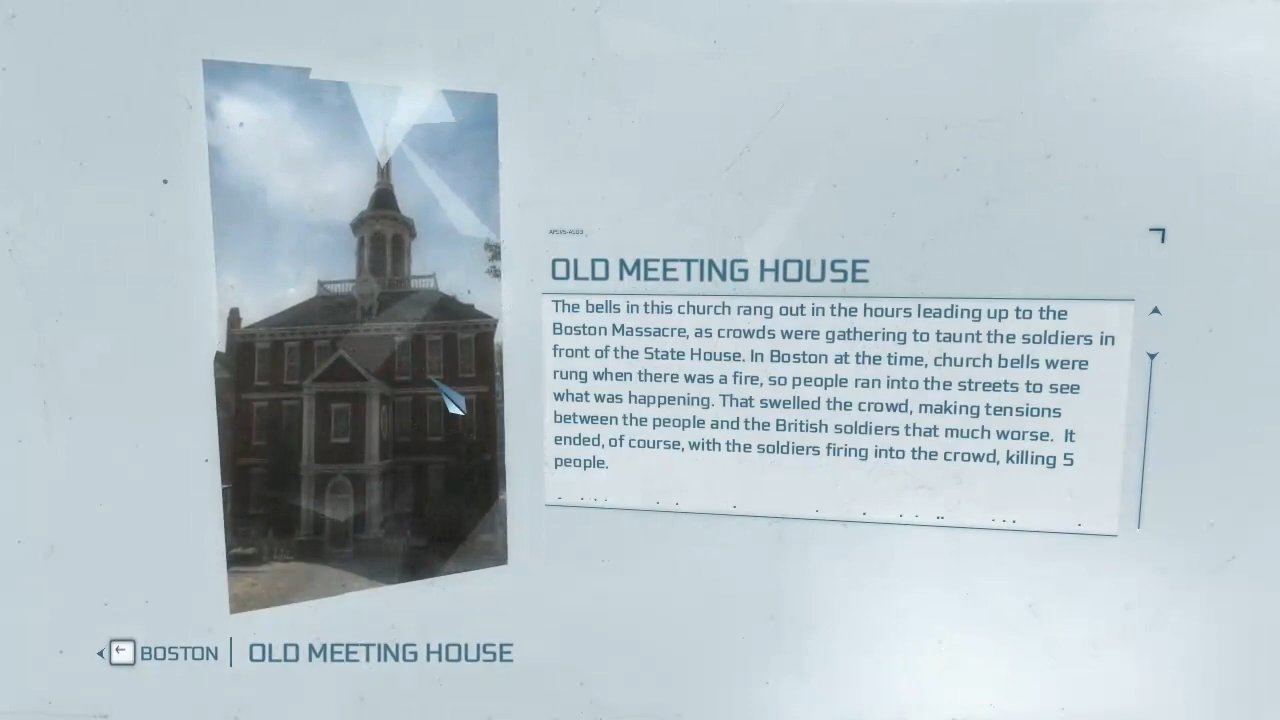 OLD MEETING HOUSE
The bells in this church rang out in the hours leading up to the
Boston Massacre, as crowds were gathering to taunt the soldiers in
front of the State House. In Boston at the time, church bells were
rung when there was a fire, so people ran into the streets to see
what was happening. That swelled the crowd, making tensions
between the people and the British soldiers that much worse.  It
ended, of course, with the soldiers firing into the crowd, killing 5
people.
BOSTON | OLD MEETING HOUSE